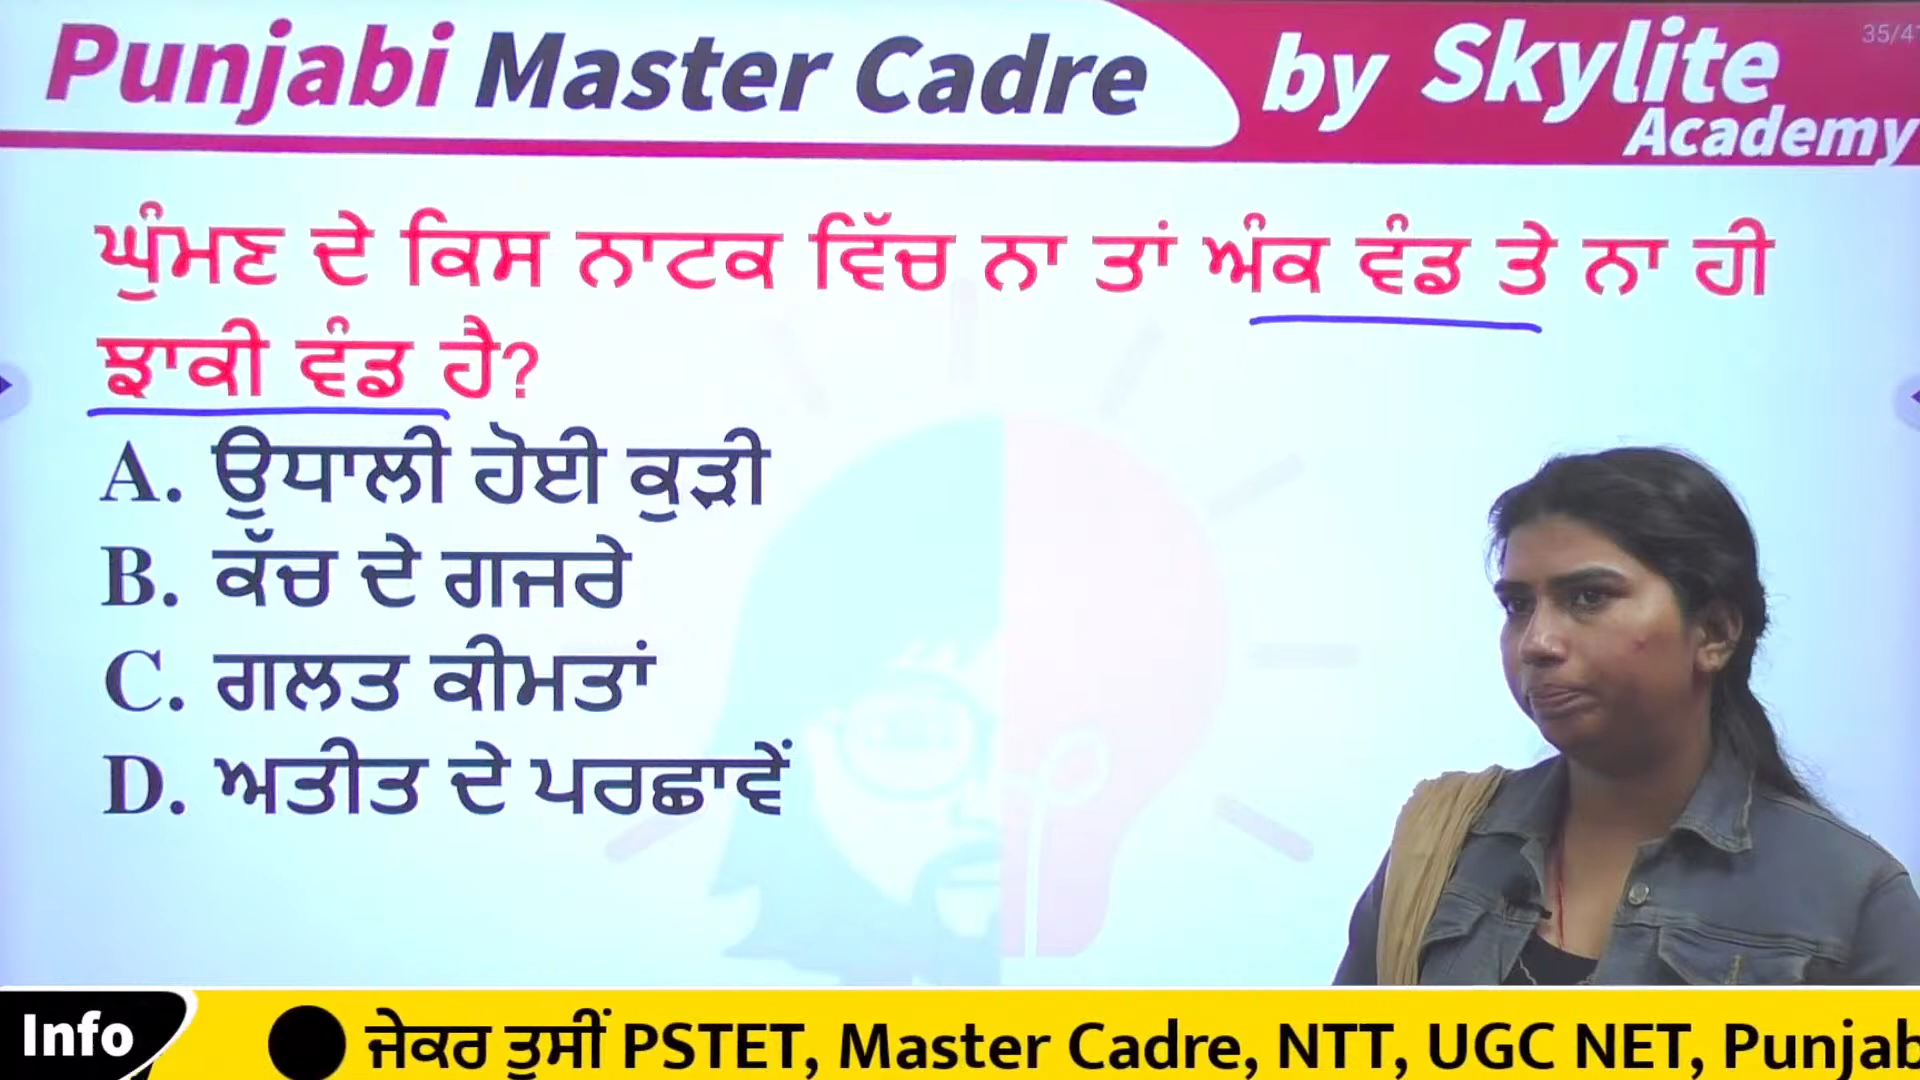 Punjabi Master Cadre by Skylite Academy
35/4
ਘੁੰਮਣ ਦੇ ਕਿਸ ਨਾਟਕ ਵਿੱਚ ਨਾ ਤਾਂ ਅੰਕ ਵੰਡ ਤੇ ਨਾ ਹੀ
ਝਾਕੀ ਵੰਡ ਹੈ?
A. ਉਧਾਲੀ ਹੋਈ ਕੁੜੀ
B. ਕੱਚ ਦੇ ਗਜਰੇ
C. ਗਲਤ ਕੀਮਤਾਂ
D. ਅਤੀਤ ਦੇ ਪਰਛਾਵੇਂ
Info ਜੇਕਰ ਤੁਸੀਂ PSTET, Master Cadre, NTT, UGC NET, Punjab